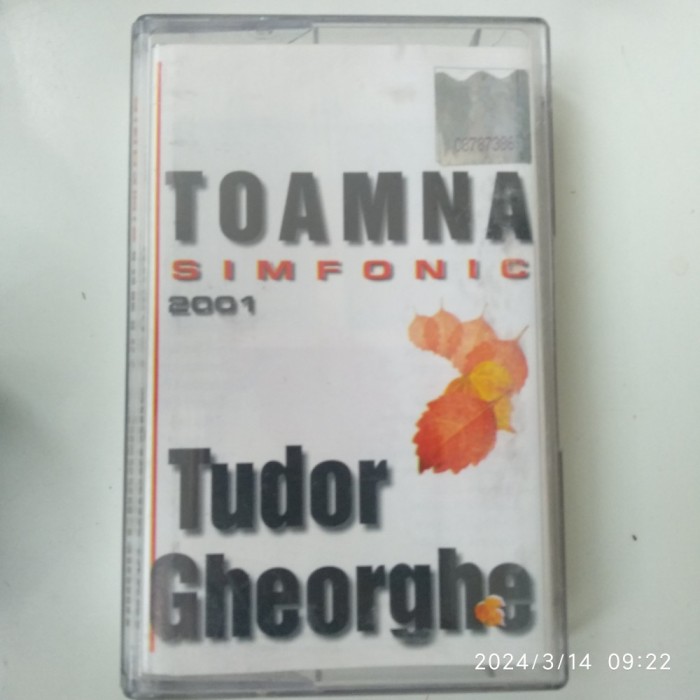 TOAMNA
SIMFONIC
2001
Tudor
Gheorghe
2024/3/14 09:22